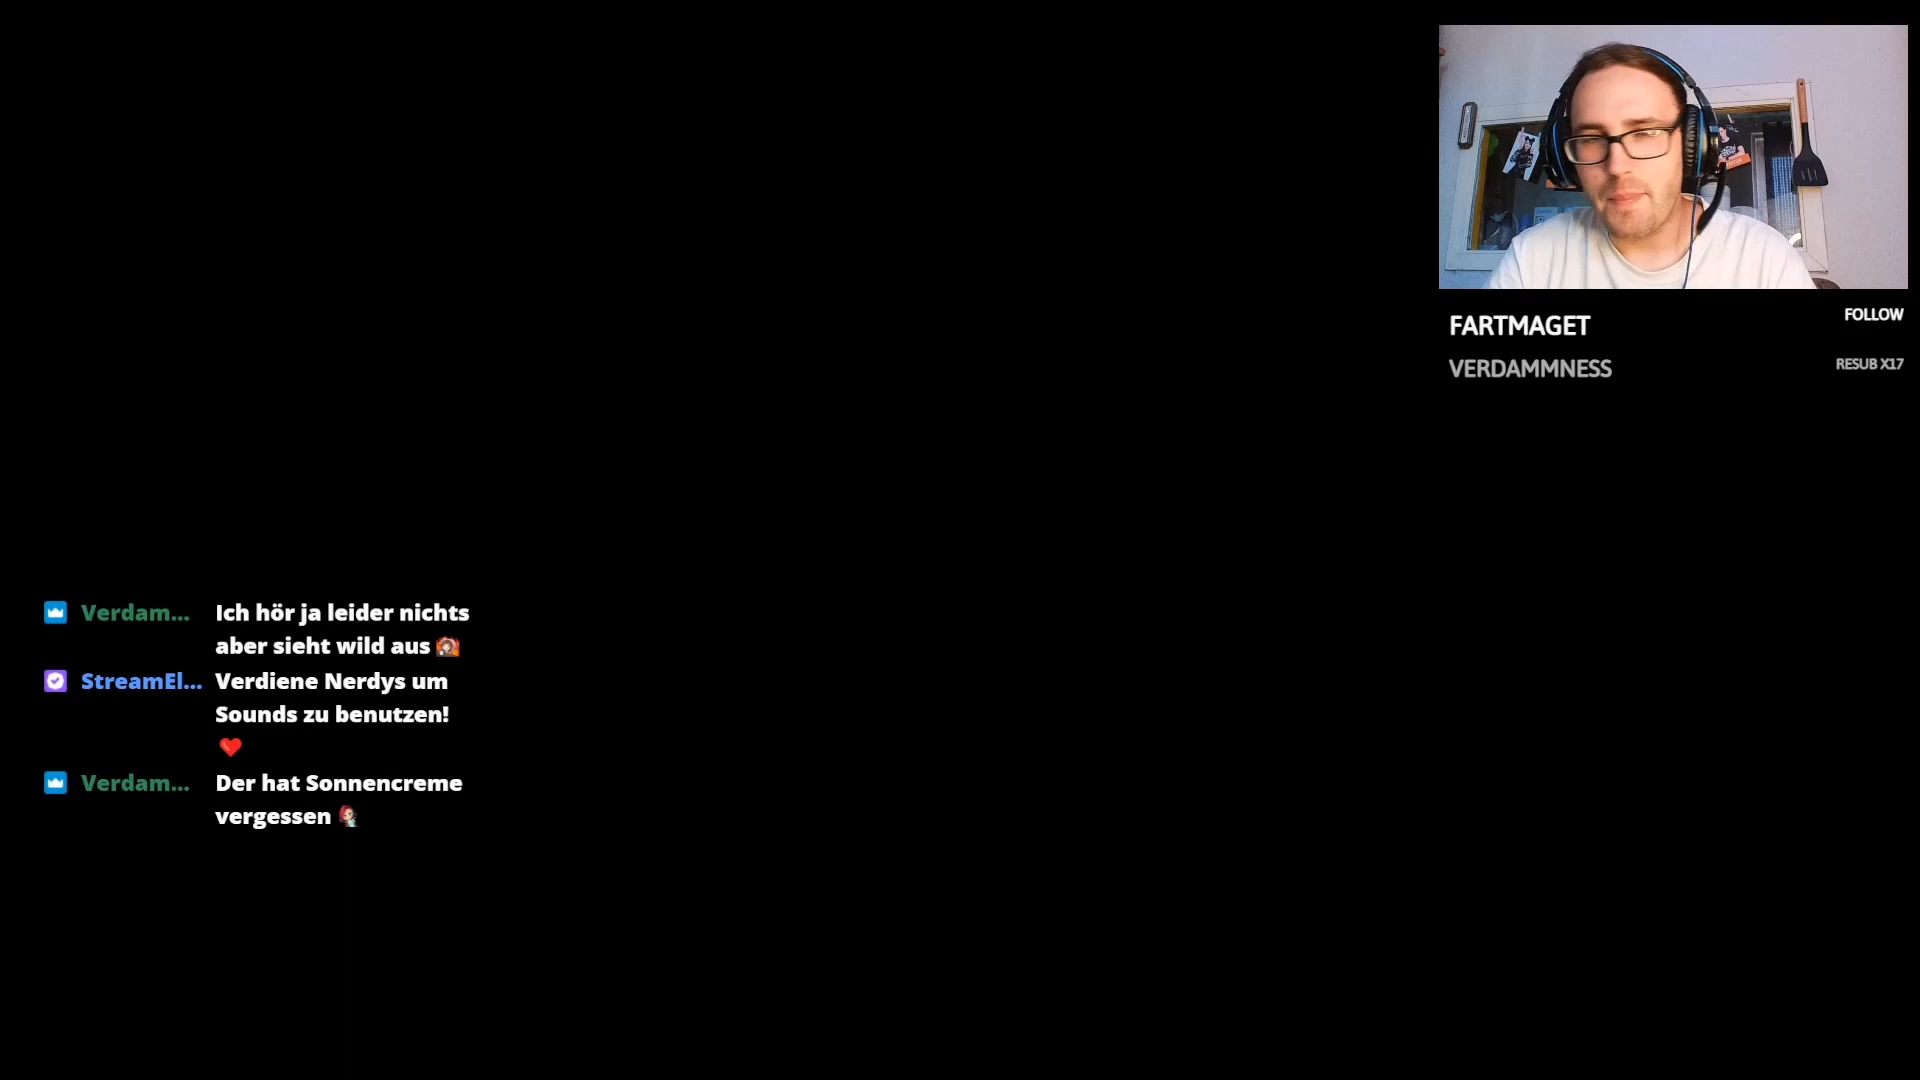 FARTMAGET FOLLOW
VERDAMMNESS RESUB X17
Verdam... Ich hör ja leider nichts
aber sieht wild aus
StreamEl... Verdiene Nerdys um
Sounds zu benutzen!
❤️
Verdam... Der hat Sonnencreme
vergessen